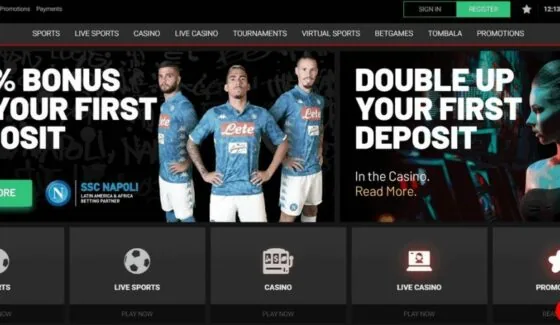 Promotions Payments SIGN IN REGISTER 12:13
SPORTS LIVE SPORTS CASINO LIVE CASINO TOURNAMENTS VIRTUAL SPORTS BETGAMES TOMBALA PROMOTIONS
% BONUS
YOUR FIRST
OSIT
ORE
N
SSC NAPOLI
LATIN AMERICA & AFRICA
BETTING PARTNER
Lete
Lete
Lete
DOUBLE UP
YOUR FIRST
DEPOSIT
In the Casino.
Read More.
RTS LIVE SPORTS CASINO LIVE CASINO PROMO
OW PLAY NOW PLAY NOW PLAY NOW